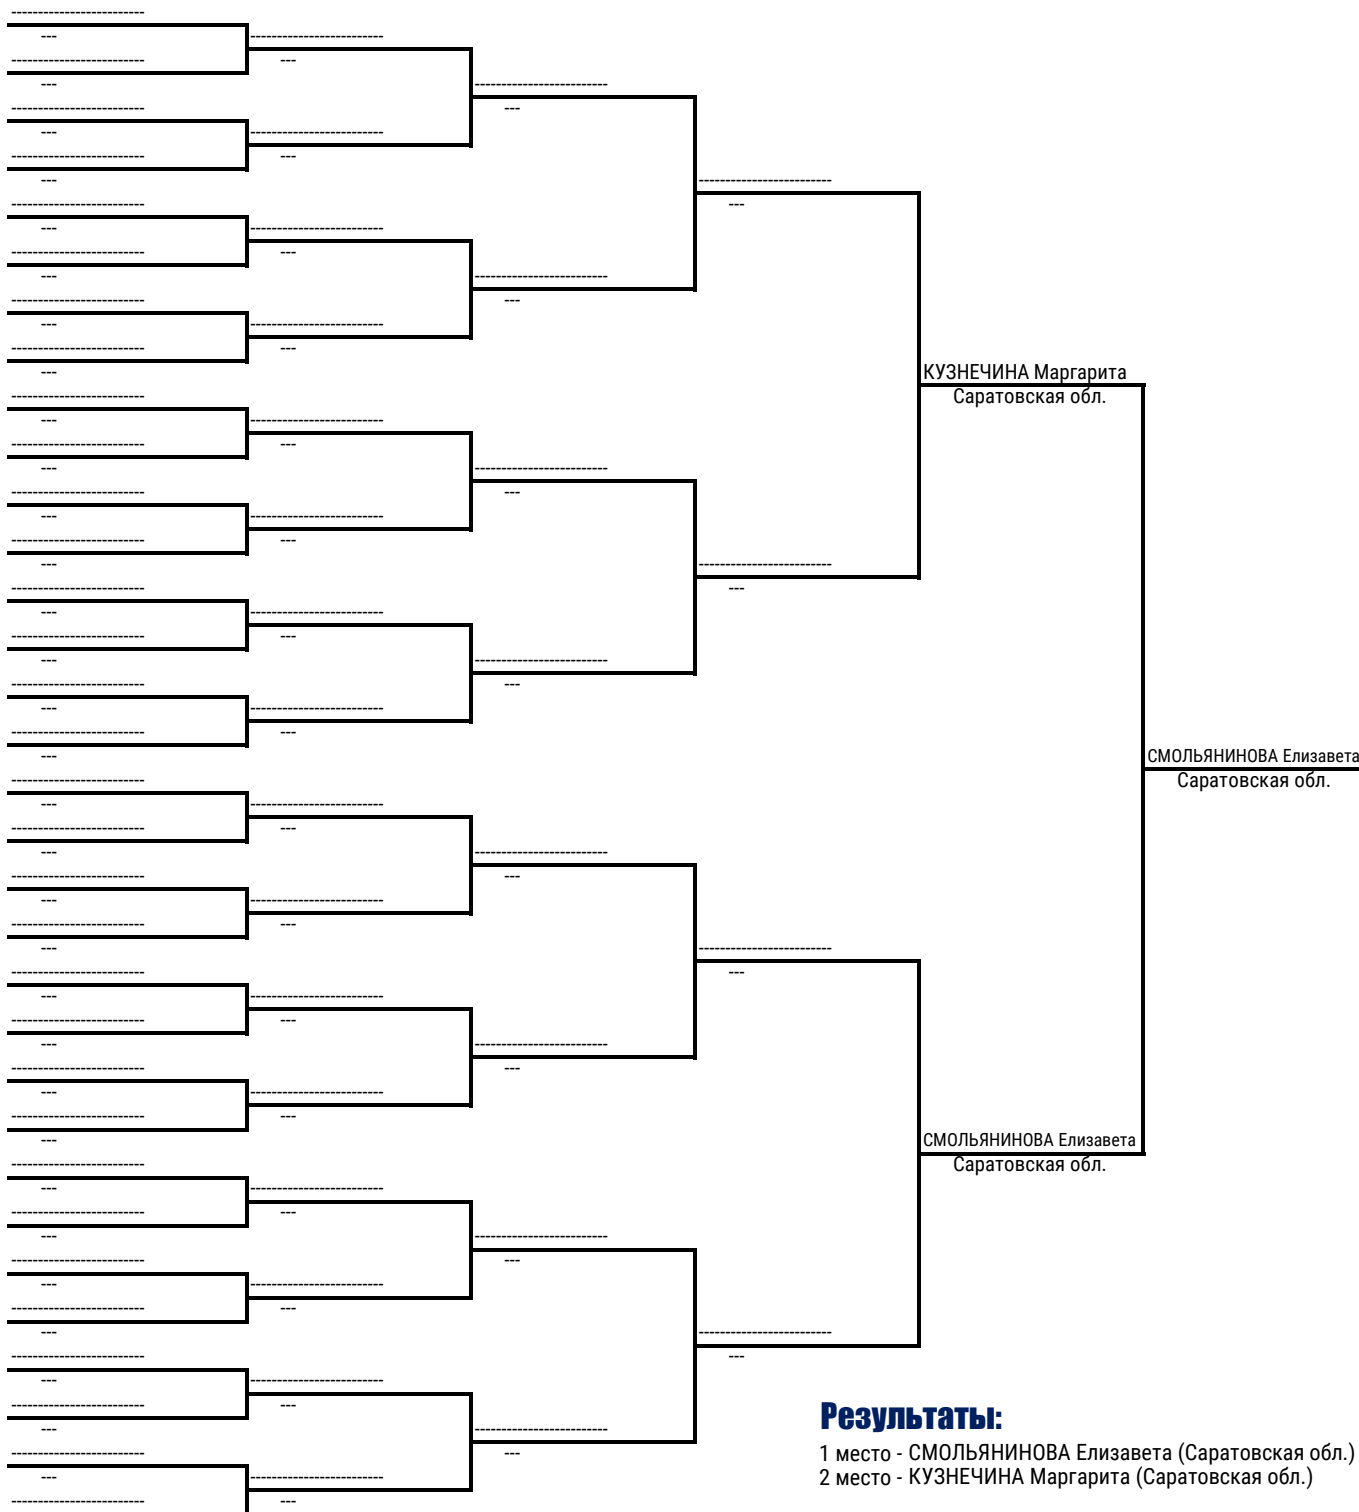 КУЗНЕЧИНА Маргарита
Саратовская обл.
СМОЛЬЯНИНОВА Елизавета
Саратовская обл.
СМОЛЬЯНИНОВА Елизавета
Саратовская обл.
Результаты:
1 место - СМОЛЬЯНИНОВА Елизавета (Саратовская обл.)
2 место - КУЗНЕЧИНА Маргарита (Саратовская обл.)